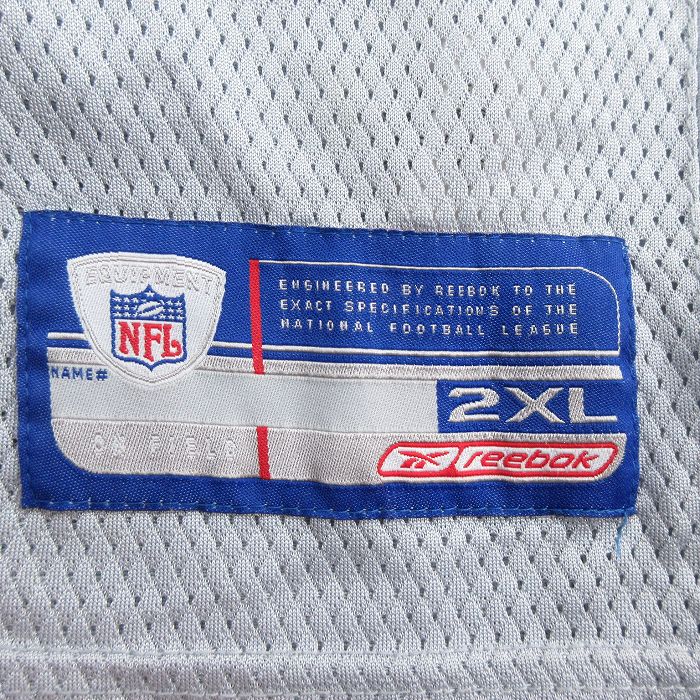 EQUIPMENT
NFL
ENGINEERED BY REEBOK TO THE
EXACT SPECIFICATIONS OF THE
NATIONAL FOOTBALL LEAGUE
NAME#
2XL
ON FIELD
Reebok